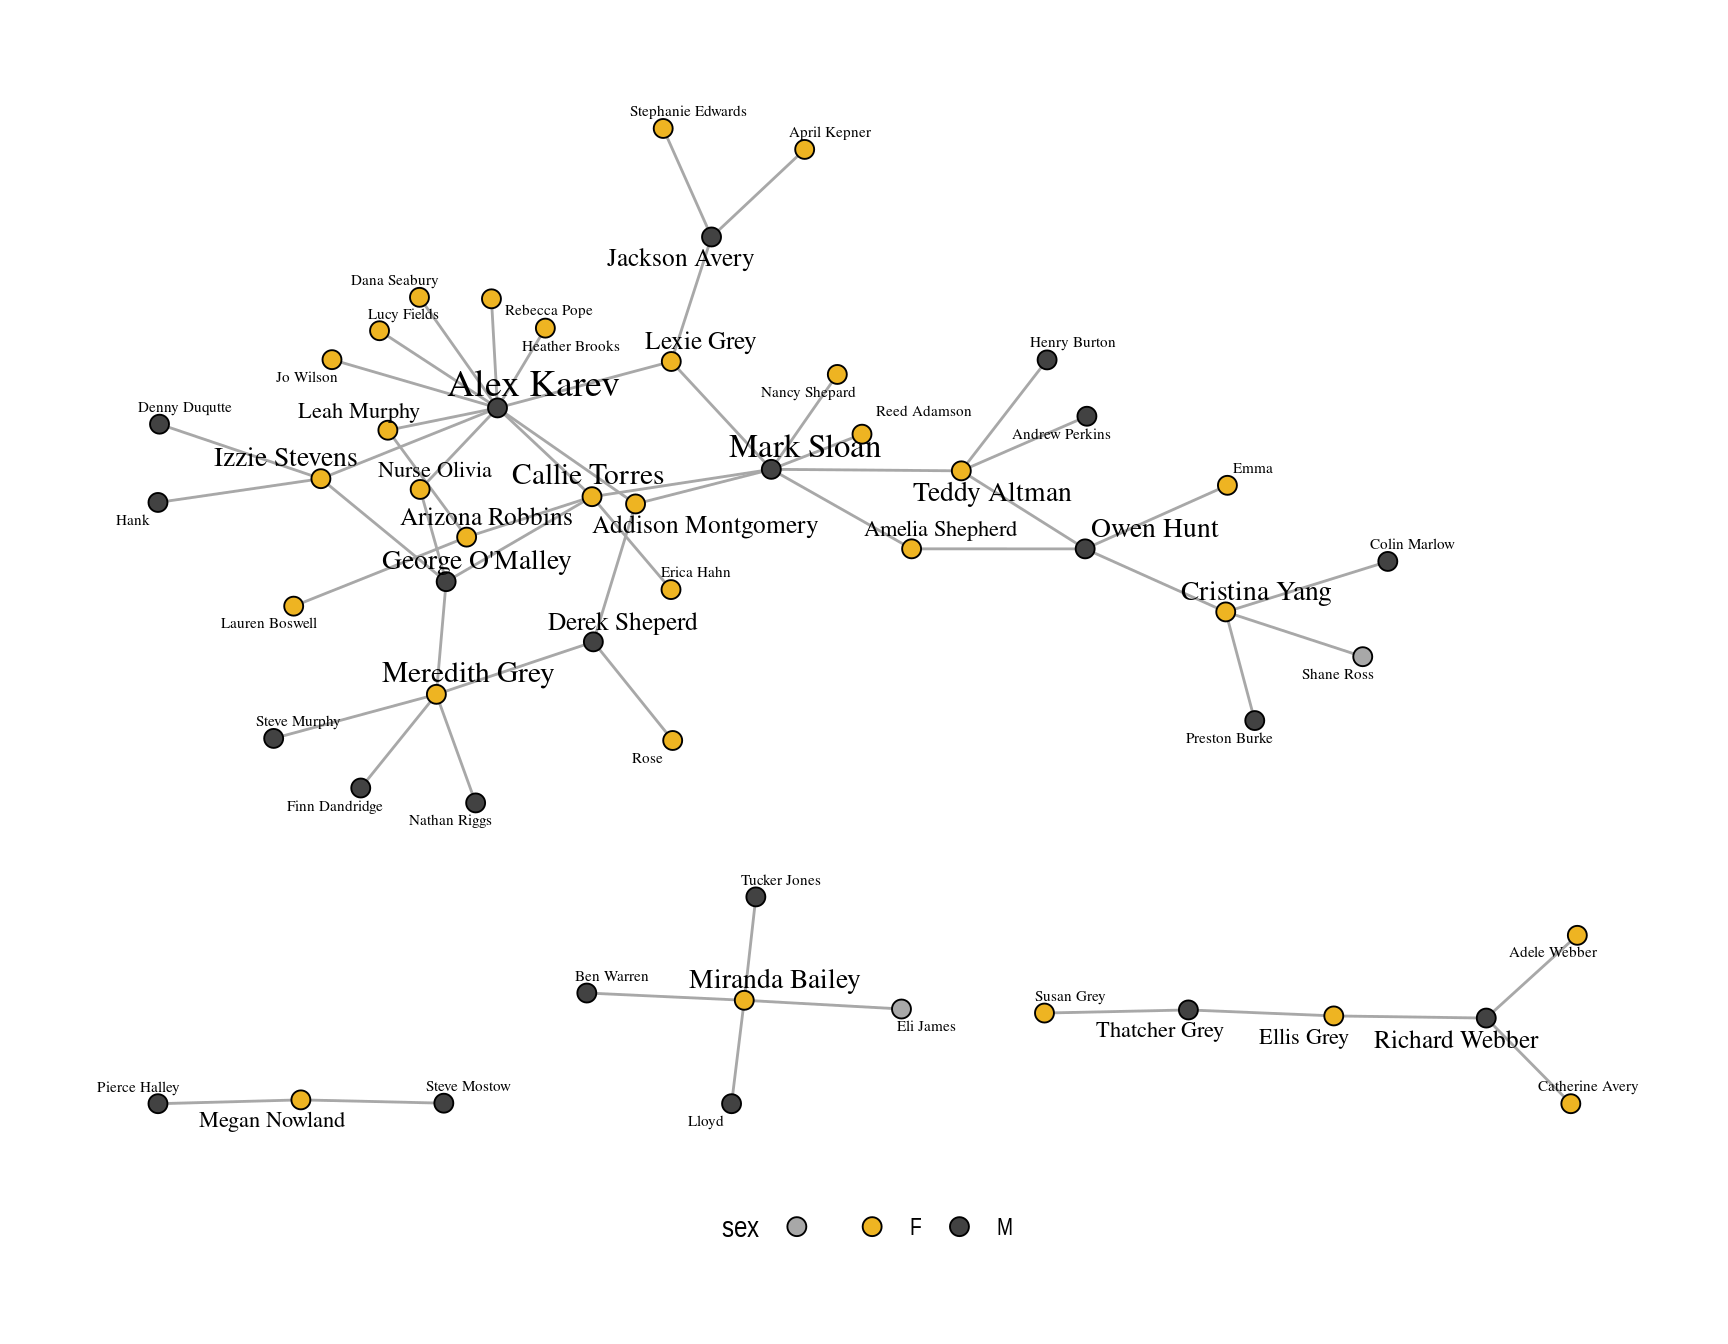 Stephanie Edwards
April Kepner
Jackson Avery
Dana Seabury
Rebecca Pope
Lucy Fields
Heather Brooks
Lexie Grey
Henry Burton
Jo Wilson
Alex Karev
Nancy Shepard
Denny Duqutte
Leah Murphy
Reed Adamson
Andrew Perkins
Mark Sloan
Izzie Stevens
Nurse Olivia
Callie Torres
Emma
Teddy Altman
Hank
Arizona Robbins
Addison Montgomery
Amelia Shepherd
Owen Hunt
Colin Marlow
George O'Malley
Erica Hahn
Cristina Yang
Lauren Boswell
Derek Sheperd
Meredith Grey
Shane Ross
Steve Murphy
Preston Burke
Rose
Finn Dandridge
Nathan Riggs
Tucker Jones
Adele Webber
Ben Warren
Miranda Bailey
Susan Grey
Eli James
Thatcher Grey
Ellis Grey
Richard Webber
Pierce Halley
Steve Mostow
Catherine Avery
Megan Nowland
Lloyd
sex F M